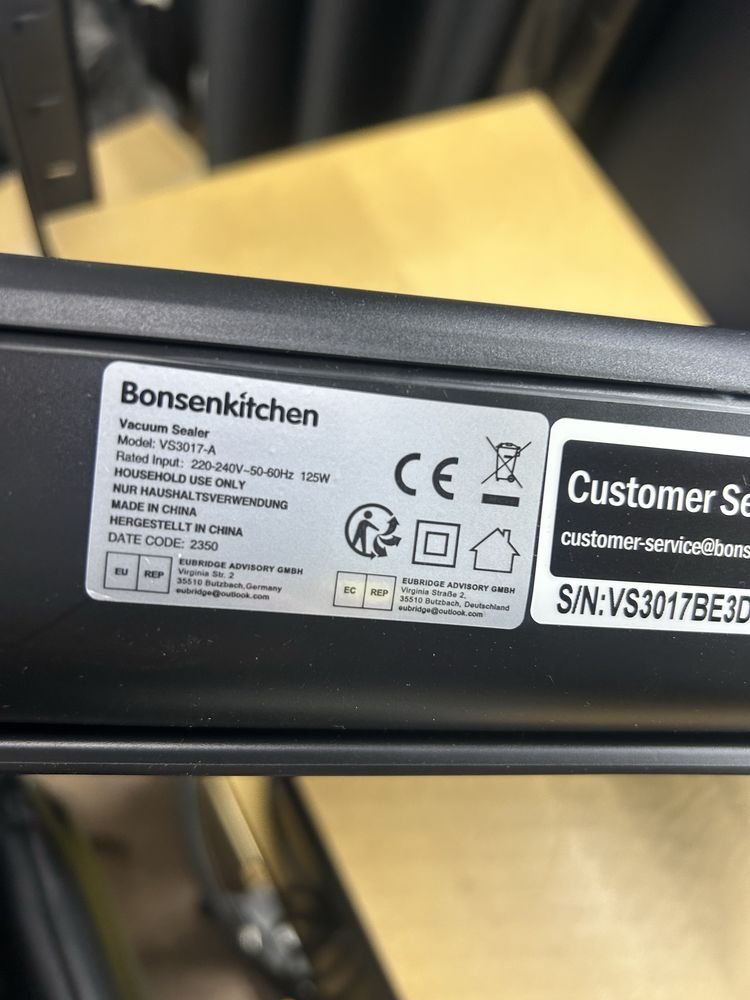 Bonsenkitchen
Vacuum Sealer
Model: VS3017-A
Rated Input: 220-240V~50-60Hz 125W
HOUSEHOLD USE ONLY
NUR HAUSHALTSVERWENDUNG
MADE IN CHINA
HERGESTELLT IN CHINA
DATE CODE: 2350
CE
EU REP
EUBRIDGE ADVISORY GMBH
Virginia Str. 2
35510 Butzbach,Germany
eubridge@outlook.com
EC REP
EUBRIDGE ADVISORY GMBH
Virginia Straße 2,
35510 Butzbach, Deutschland
eubridge@outlook.com
Customer Se
customer-service@bons
S/N:VS3017BE3D